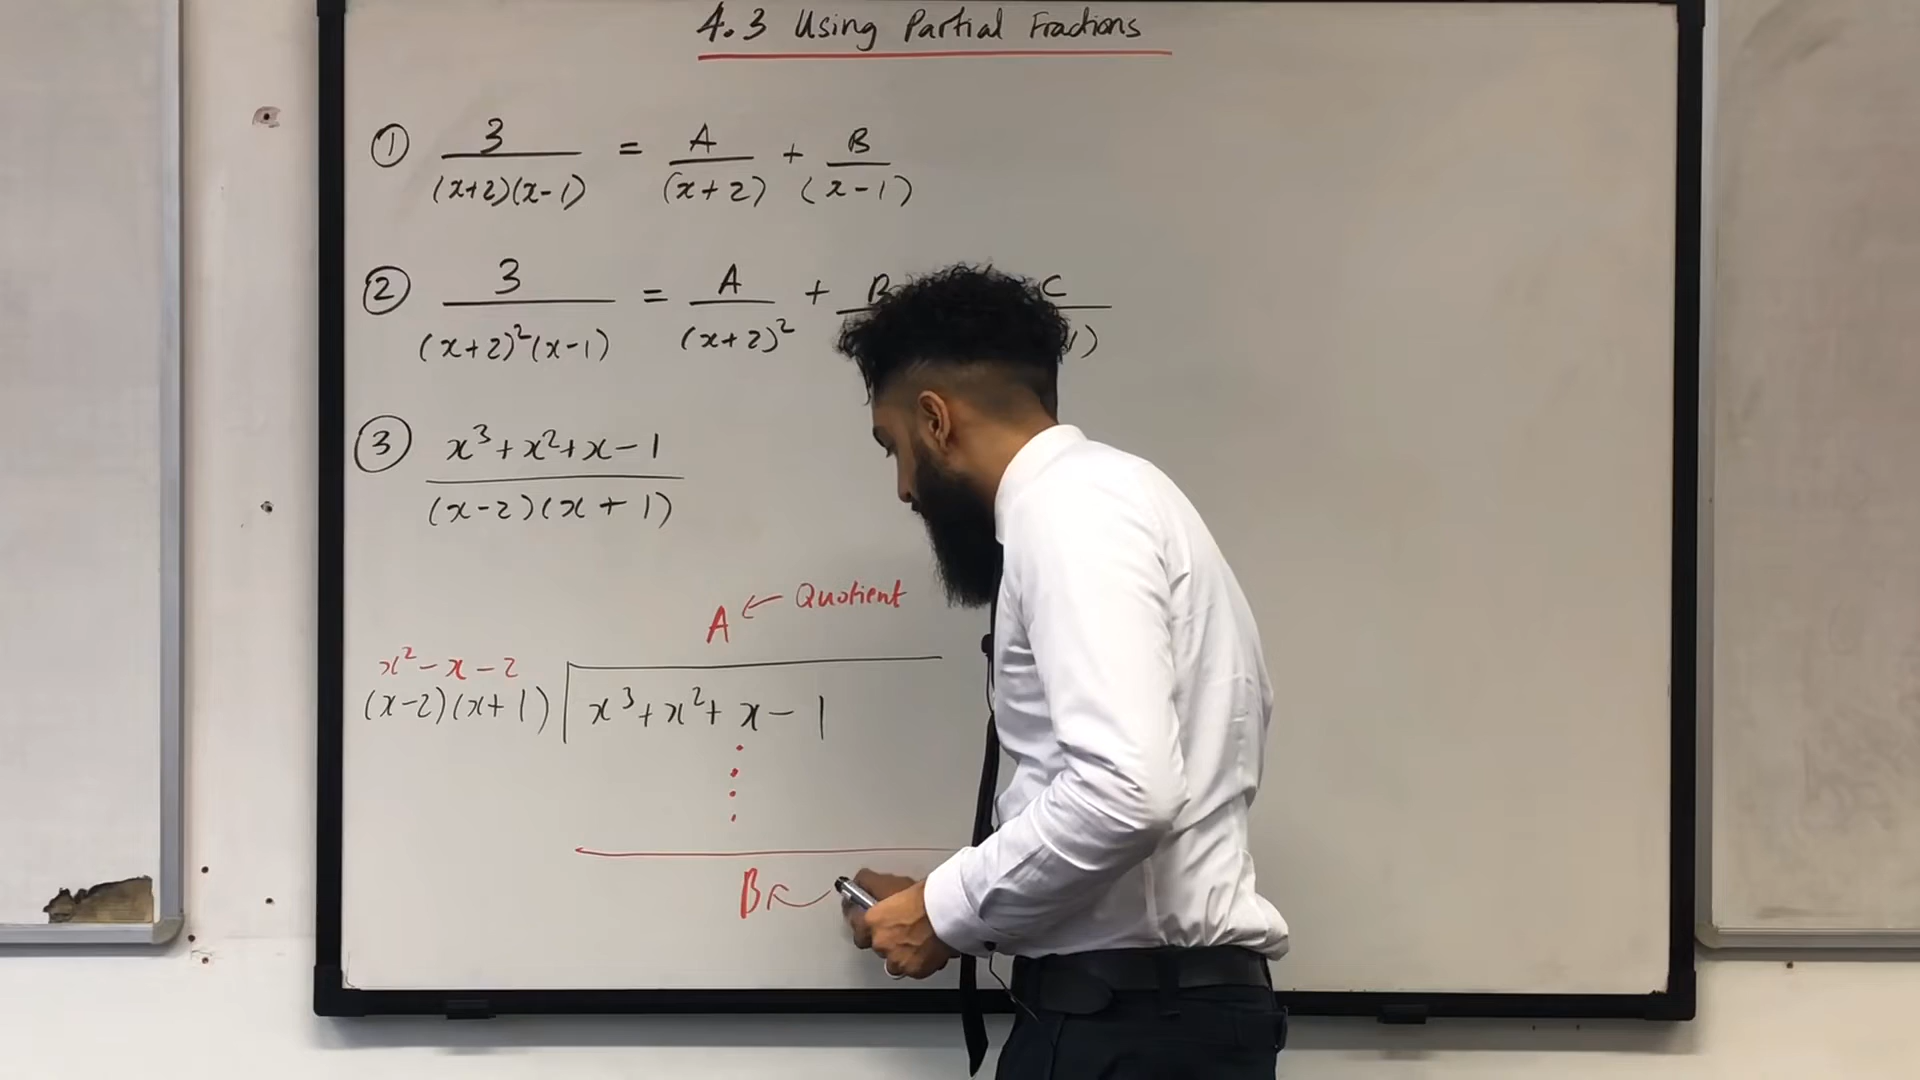 4.3 Using Partial Fractions
① 3/((x+2)(x-1)) = A/(x+2) + B/(x-1)
② 3/((x+2)²(x-1)) = A/(x+2)² + B C
③ (x³+x²+x-1)/((x-2)(x+1))
A ← Quotient
x²-x-2
(x-2)(x+1) x³+x²+x-1
B